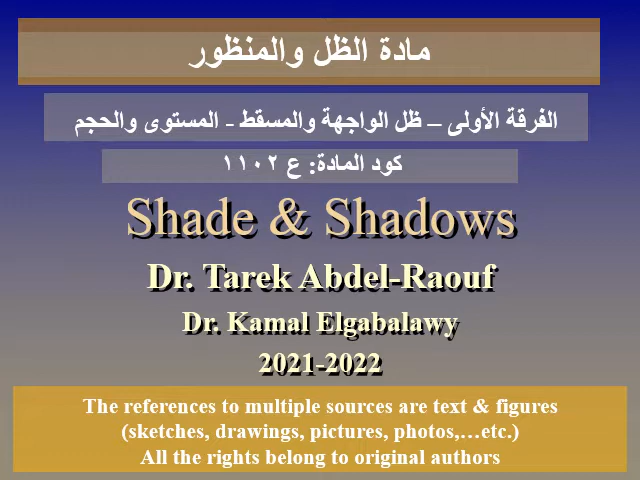 مادة الظل والمنظور
الفرقة الأولى – ظل الواجهة والمسقط - المستوى والحجم
كود المادة: ع ١١٠٢
Shade & Shadows
Dr. Tarek Abdel-Raouf
Dr. Kamal Elgabalawy
2021-2022
The references to multiple sources are text & figures
(sketches, drawings, pictures, photos,…etc.)
All the rights belong to original authors